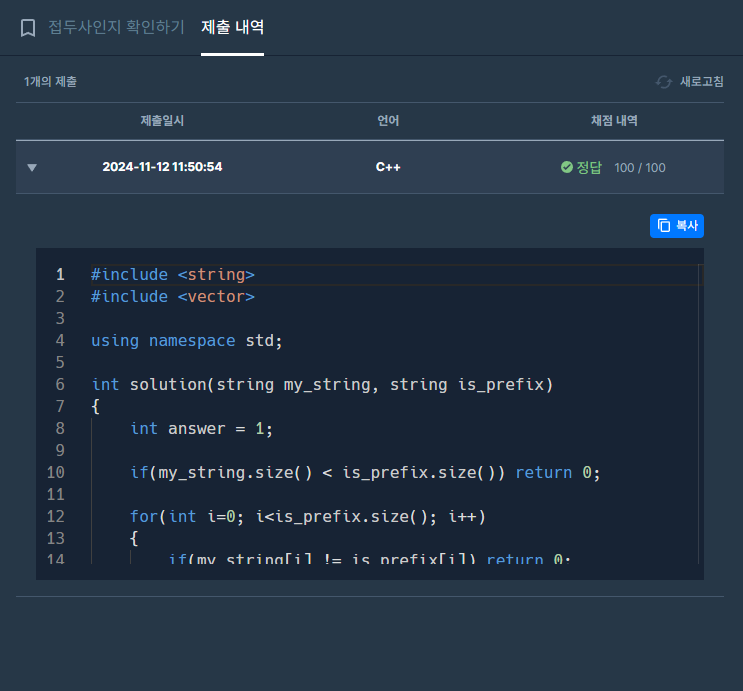 접두사인지 확인하기 제출 내역
1개의 제출 새로고침
제출일시 언어 채점 내역
2024-11-12 11:50:54 C++ 정답 100 / 100
복사
1 #include <string>
2 #include <vector>
3
4 using namespace std;
5
6 int solution(string my_string, string is_prefix)
7 {
8 int answer = 1;
9
10 if(my_string.size() < is_prefix.size()) return 0;
11
12 for(int i=0; i<is_prefix.size(); i++)
13 {
14 if(my_string[i] != is_prefix[i]) return 0;